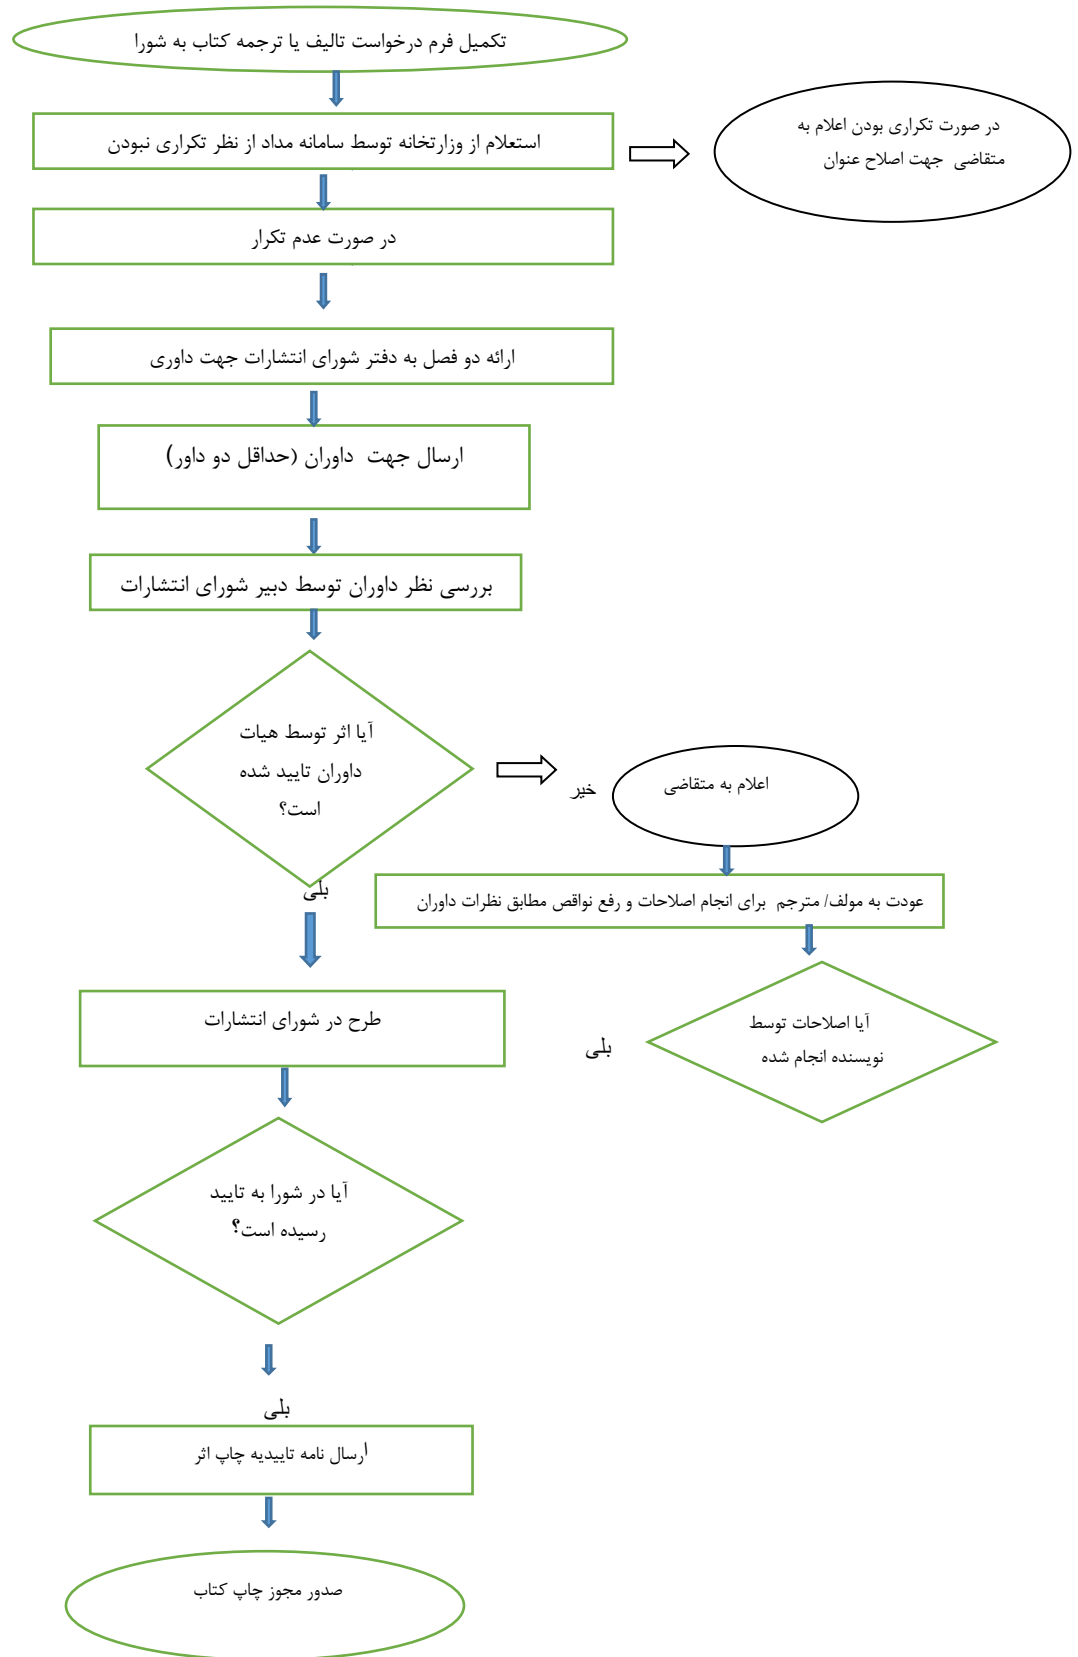 تکمیل فرم درخواست تالیف یا ترجمه کتاب به شورا
استعلام از وزارتخانه توسط سامانه مداد از نظر تکراری نبودن
در صورت تکراری بودن اعلام به
متقاضی جهت اصلاح عنوان
در صورت عدم تکرار
ارائه دو فصل به دفتر شورای انتشارات جهت داوری
ارسال جهت داوران (حداقل دو داور)
بررسی نظر داوران توسط دبیر شورای انتشارات
آیا اثر توسط هیات
داوران تایید شده
است؟
خیر
اعلام به متقاضی
بلی
عودت به مولف/ مترجم برای انجام اصلاحات و رفع نواقص مطابق نظرات داوران
آیا اصلاحات توسط
نویسنده انجام شده
بلی
طرح در شورای انتشارات
آیا در شورا به تایید
رسیده است؟
بلی
ارسال نامه تاییدیه چاپ اثر
صدور مجوز چاپ کتاب